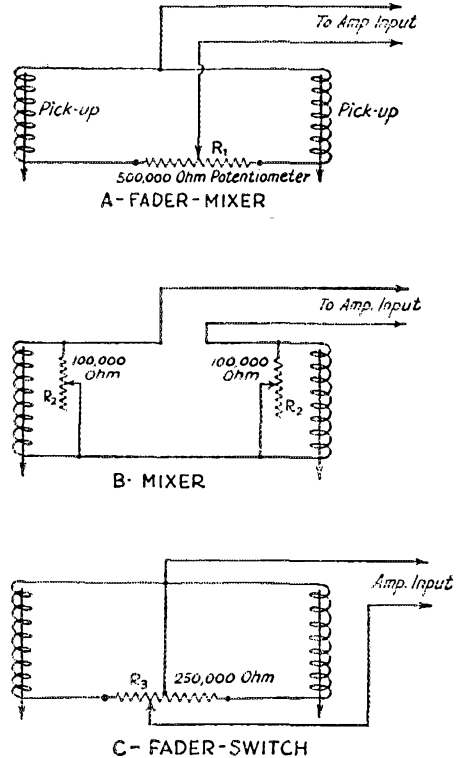 To Amp Input
Pick-up
Pick-up
R1
500,000 Ohm Potentiometer
A-FADER-MIXER
To Amp. Input
100,000
Ohm
100,000
Ohm
R2
R2
B- MIXER
Amp. Input
R3
250,000 Ohm
C- FADER-SWITCH